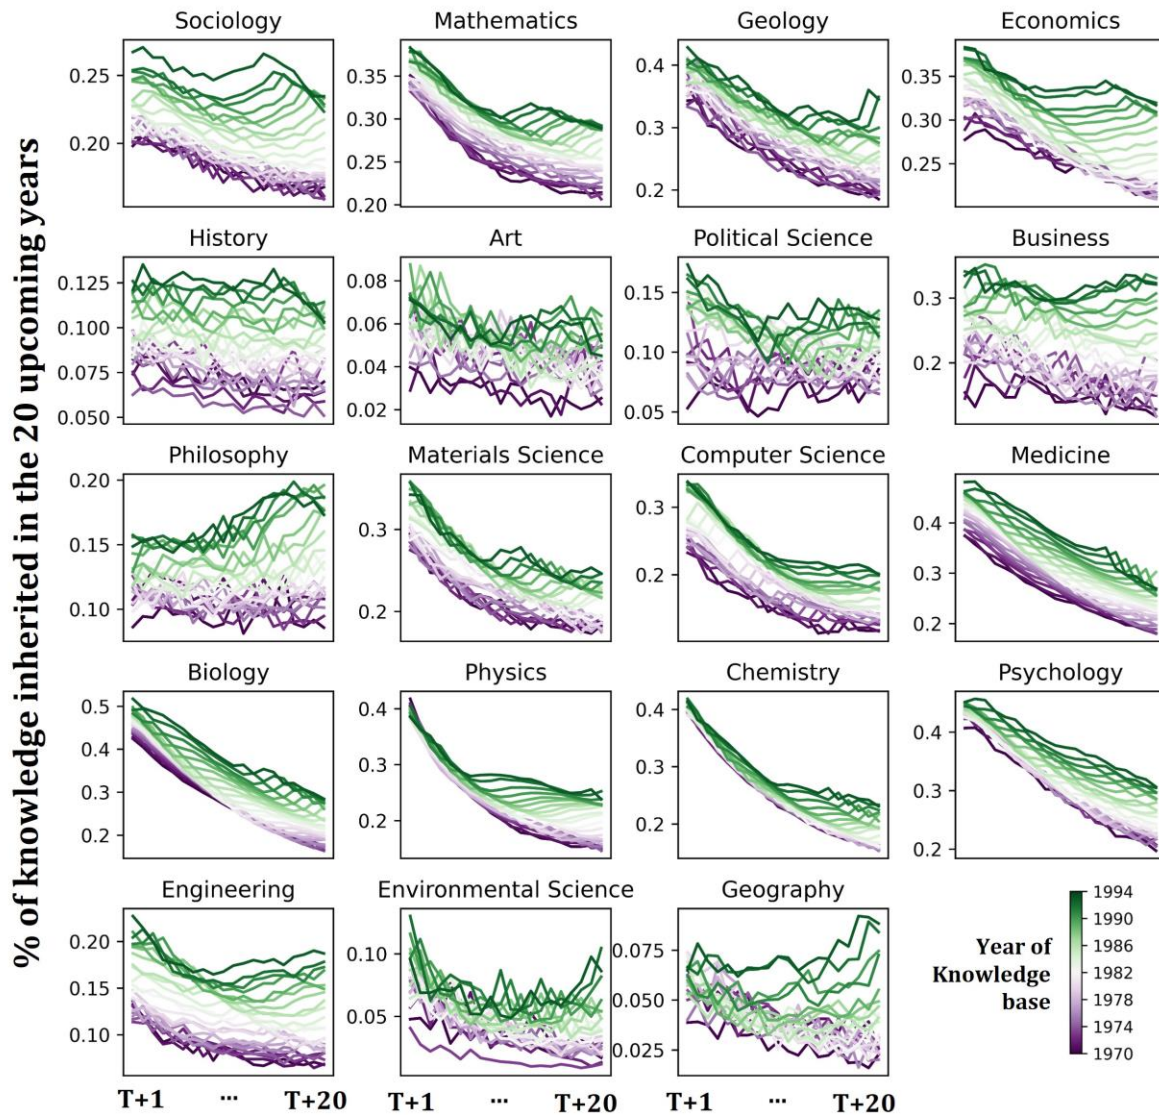 % of knowledge inherited in the 20 upcoming years
Sociology
0.25
0.20
Mathematics
0.35
0.30
0.25
0.20
Geology
0.4
0.3
0.2
Economics
0.35
0.30
0.25
History
0.125
0.100
0.075
0.050
Art
0.08
0.06
0.04
0.02
Political Science
0.15
0.10
0.05
Business
0.3
0.2
Philosophy
0.20
0.15
0.10
Materials Science
0.3
0.2
Computer Science
0.3
0.2
Medicine
0.4
0.3
0.2
Biology
0.5
0.4
0.3
0.2
Physics
0.4
0.3
0.2
Chemistry
0.4
0.3
0.2
Psychology
0.4
0.3
0.2
Engineering
0.20
0.15
0.10
T+1 ... T+20
Environmental Science
0.10
0.05
T+1 ... T+20
Geography
0.075
0.050
0.025
T+1 ... T+20
Year of
Knowledge
base
1994
1990
1986
1982
1978
1974
1970